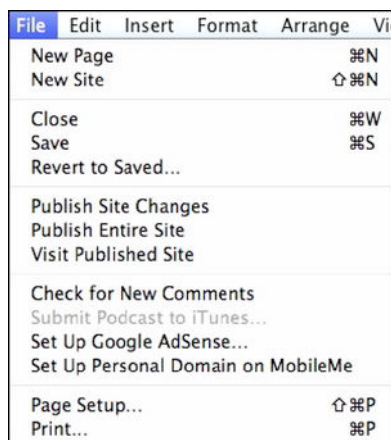 File Edit Insert Format Arrange Vi
New Page ⌘N
New Site ⇧⌘N
Close ⌘W
Save ⌘S
Revert to Saved...
Publish Site Changes
Publish Entire Site
Visit Published Site
Check for New Comments
Submit Podcast to iTunes...
Set Up Google AdSense...
Set Up Personal Domain on MobileMe
Page Setup... ⇧⌘P
Print... ⌘P